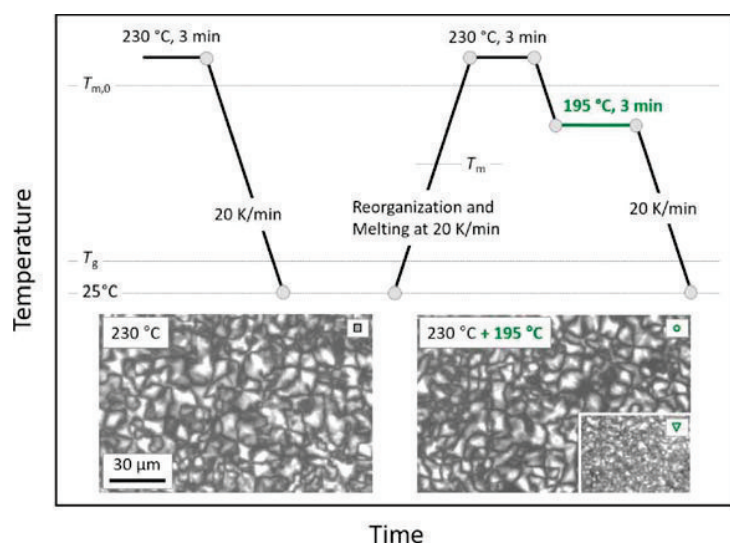 230 °C, 3 min
230 °C, 3 min
Tm,0
195 °C, 3 min
Tm
20 K/min
Reorganization and
Melting at 20 K/min
20 K/min
Tg
25°C
230 °C
230 °C + 195 °C
30 µm
Temperature
Time